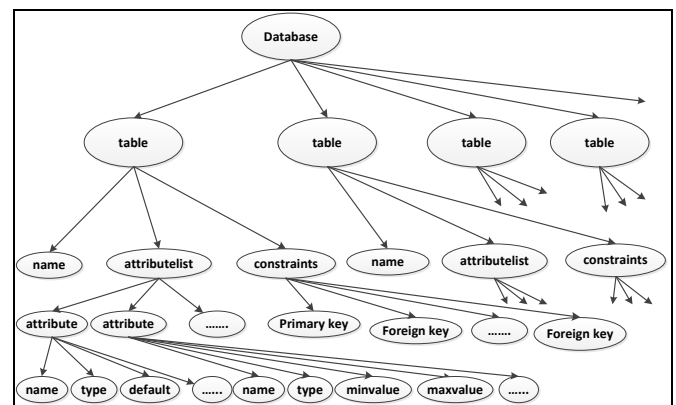 Database
table table table table
name attributelist constraints name attributelist constraints
attribute attribute ....... Primary key Foreign key ....... Foreign key
name type default ...... name type minvalue maxvalue ......